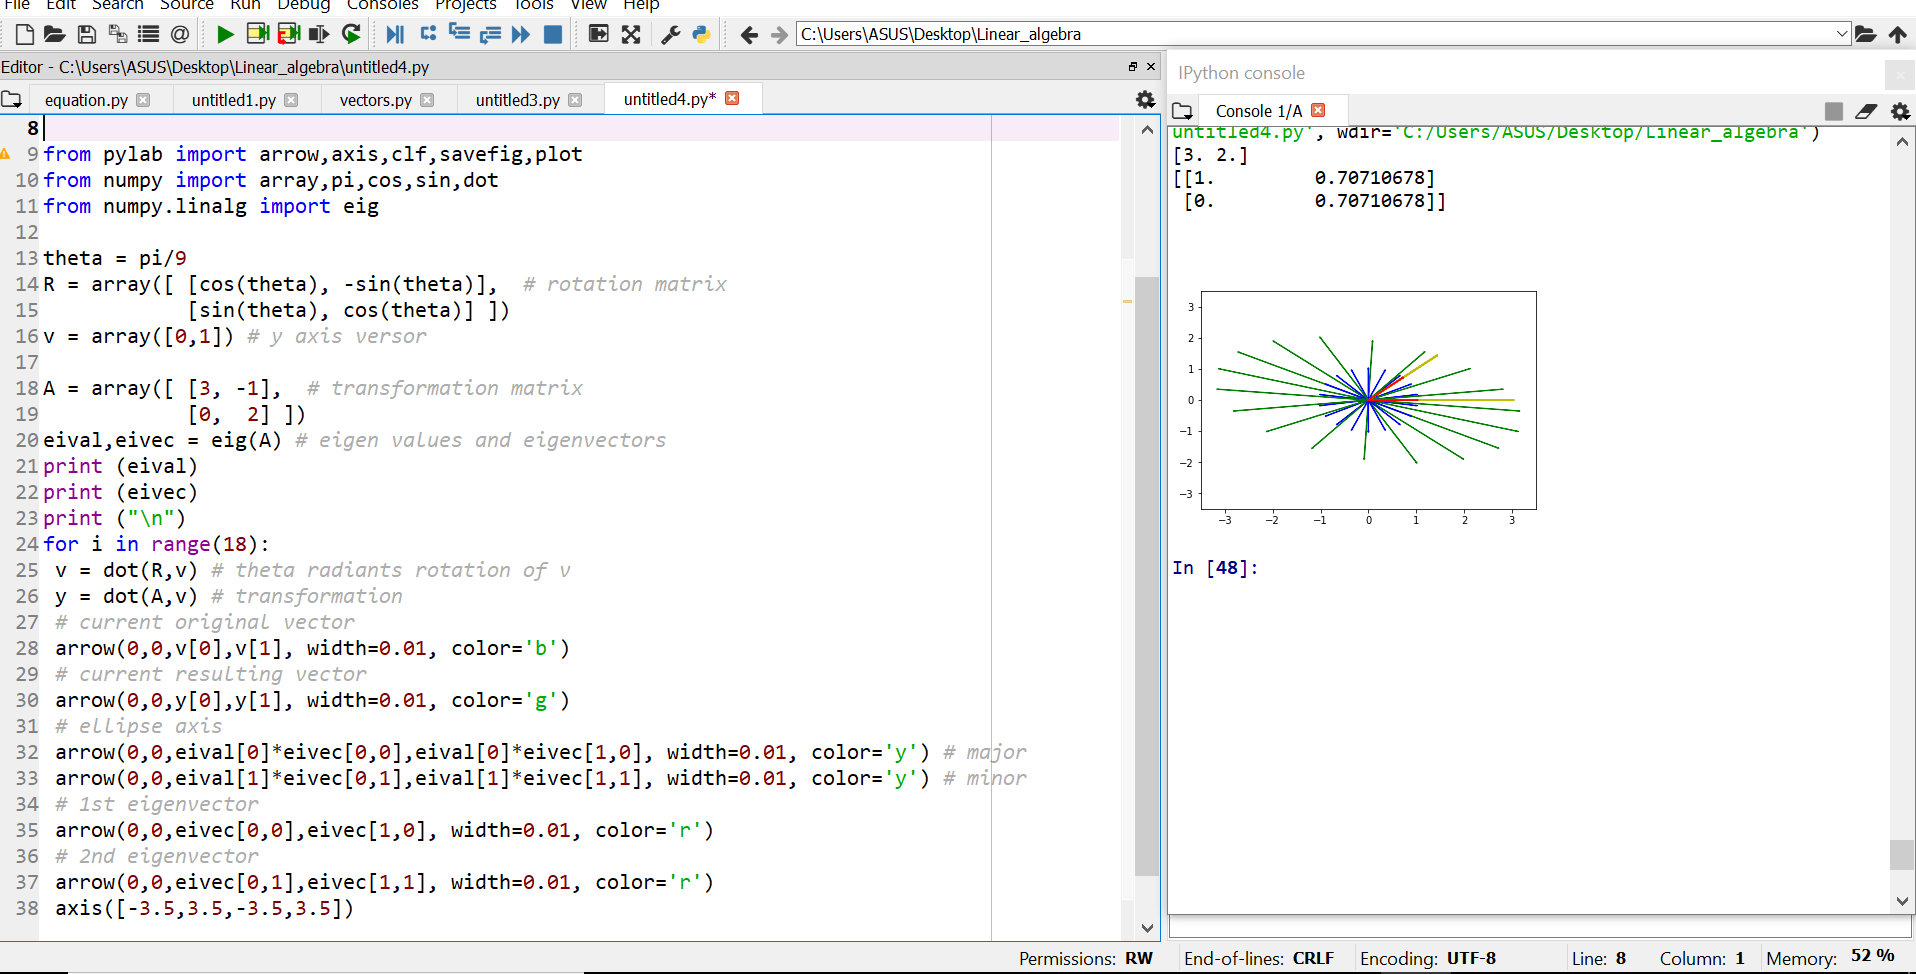 File Edit Search Source Run Debug Consoles Projects Tools View Help
C:\Users\ASUS\Desktop\Linear_algebra
Editor - C:\Users\ASUS\Desktop\Linear_algebra\untitled4.py
equation.py untitled1.py vectors.py untitled3.py untitled4.py*
8
9 from pylab import arrow,axis,clf,savefig,plot
10 from numpy import array,pi,cos,sin,dot
11 from numpy.linalg import eig
12
13 theta = pi/9
14 R = array([ [cos(theta), -sin(theta)],  # rotation matrix
15             [sin(theta), cos(theta)] ])
16 v = array([0,1]) # y axis versor
17
18 A = array([ [3, -1],  # transformation matrix
19             [0,  2] ])
20 eival,eivec = eig(A) # eigen values and eigenvectors
21 print (eival)
22 print (eivec)
23 print ("\n")
24 for i in range(18):
25  v = dot(R,v) # theta radiants rotation of v
26  y = dot(A,v) # transformation
27  # current original vector
28  arrow(0,0,v[0],v[1], width=0.01, color='b')
29  # current resulting vector
30  arrow(0,0,y[0],y[1], width=0.01, color='g')
31  # ellipse axis
32  arrow(0,0,eival[0]*eivec[0,0],eival[0]*eivec[1,0], width=0.01, color='y') # major
33  arrow(0,0,eival[1]*eivec[0,1],eival[1]*eivec[1,1], width=0.01, color='y') # minor
34  # 1st eigenvector
35  arrow(0,0,eivec[0,0],eivec[1,0], width=0.01, color='r')
36  # 2nd eigenvector
37  arrow(0,0,eivec[0,1],eivec[1,1], width=0.01, color='r')
38  axis([-3.5,3.5,-3.5,3.5])
IPython console
Console 1/A
untitled4.py', wdir='C:/Users/ASUS/Desktop/Linear_algebra')
[3. 2.]
[[1.         0.70710678]
 [0.         0.70710678]]
3
2
1
0
−1
−2
−3
−3 −2 −1 0 1 2 3
In [48]:
Permissions: RW End-of-lines: CRLF Encoding: UTF-8 Line: 8 Column: 1 Memory: 52 %